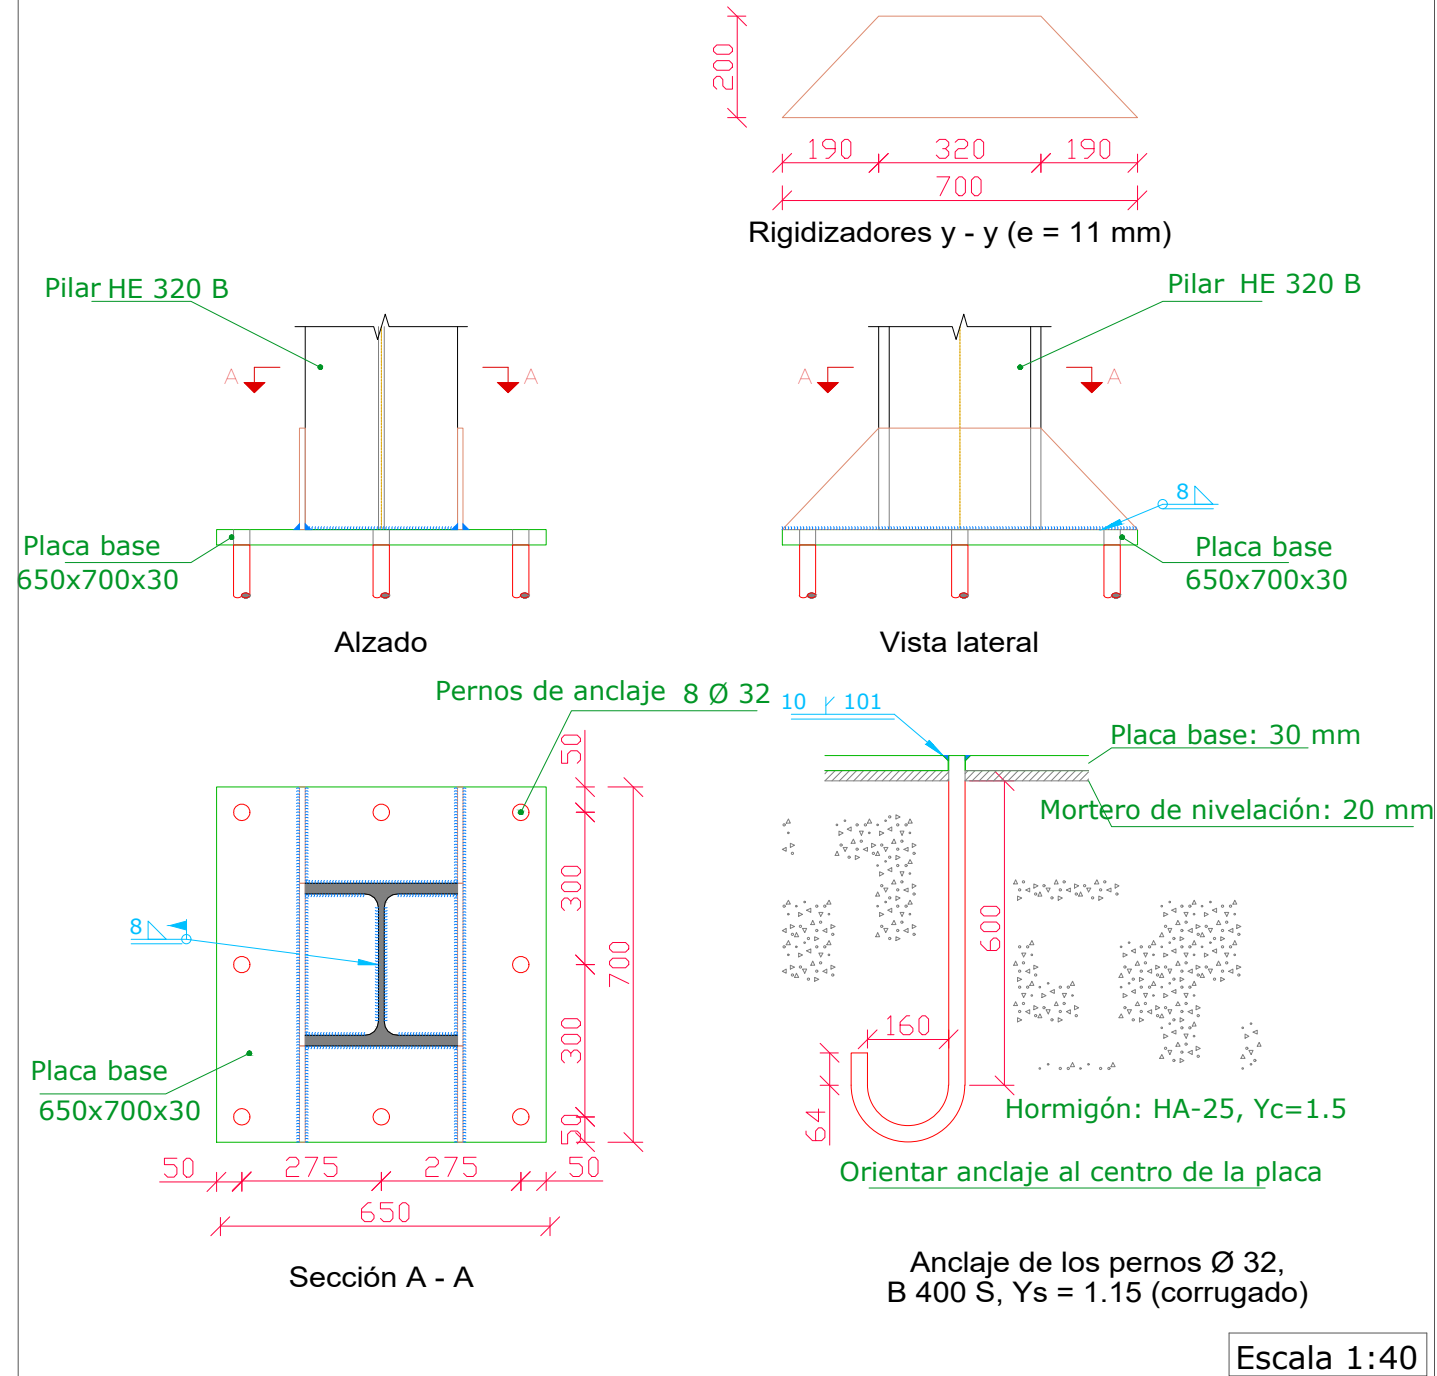 200
190 320 190
700
Rigidizadores y - y (e = 11 mm)
Pilar HE 320 B
Pilar HE 320 B
A A
A A
8
Placa base
650x700x30
Placa base
650x700x30
Alzado
Vista lateral
Pernos de anclaje 8 Ø 32
50
300
700
300
50
8
Placa base
650x700x30
50 275 275 50
650
Sección A - A
10 101
Placa base: 30 mm
Mortero de nivelación: 20 mm
600
160
64
Hormigón: HA-25, Yc=1.5
Orientar anclaje al centro de la placa
Anclaje de los pernos Ø 32,
B 400 S, Ys = 1.15 (corrugado)
Escala 1:40